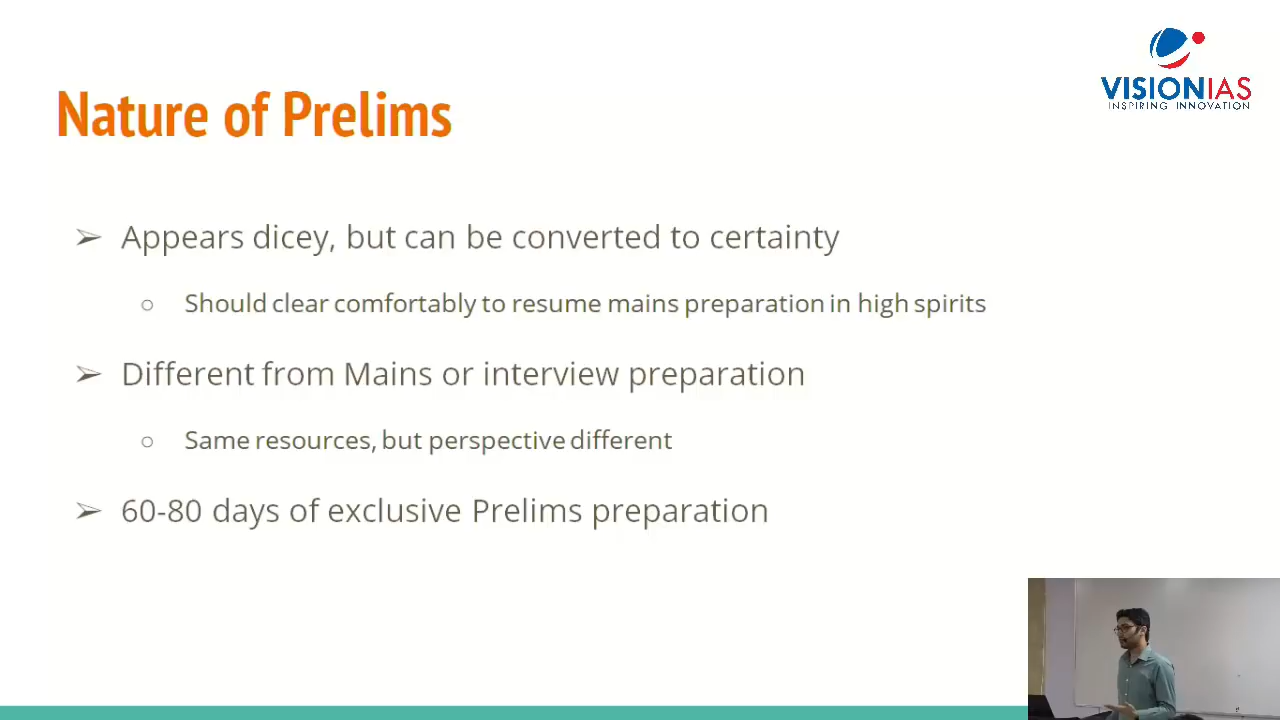 VISIONIAS
INSPIRING INNOVATION
Nature of Prelims
➢ Appears dicey, but can be converted to certainty
○ Should clear comfortably to resume mains preparation in high spirits
➢ Different from Mains or interview preparation
○ Same resources, but perspective different
➢ 60-80 days of exclusive Prelims preparation